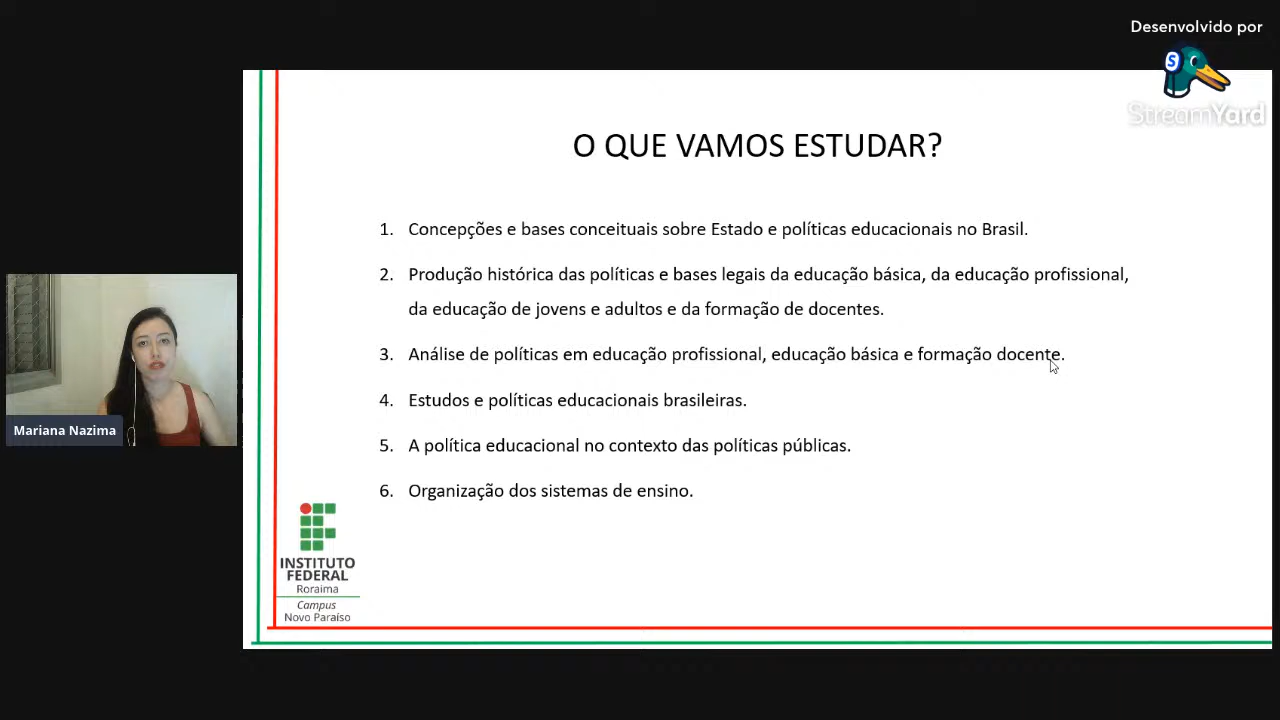 Desenvolvido por
S
StreamYard
O QUE VAMOS ESTUDAR?
1. Concepções e bases conceituais sobre Estado e políticas educacionais no Brasil.
2. Produção histórica das políticas e bases legais da educação básica, da educação profissional,
da educação de jovens e adultos e da formação de docentes.
3. Análise de políticas em educação profissional, educação básica e formação docente.
4. Estudos e políticas educacionais brasileiras.
5. A política educacional no contexto das políticas públicas.
6. Organização dos sistemas de ensino.
Mariana Nazima
INSTITUTO
FEDERAL
Roraima
Campus
Novo Paraíso